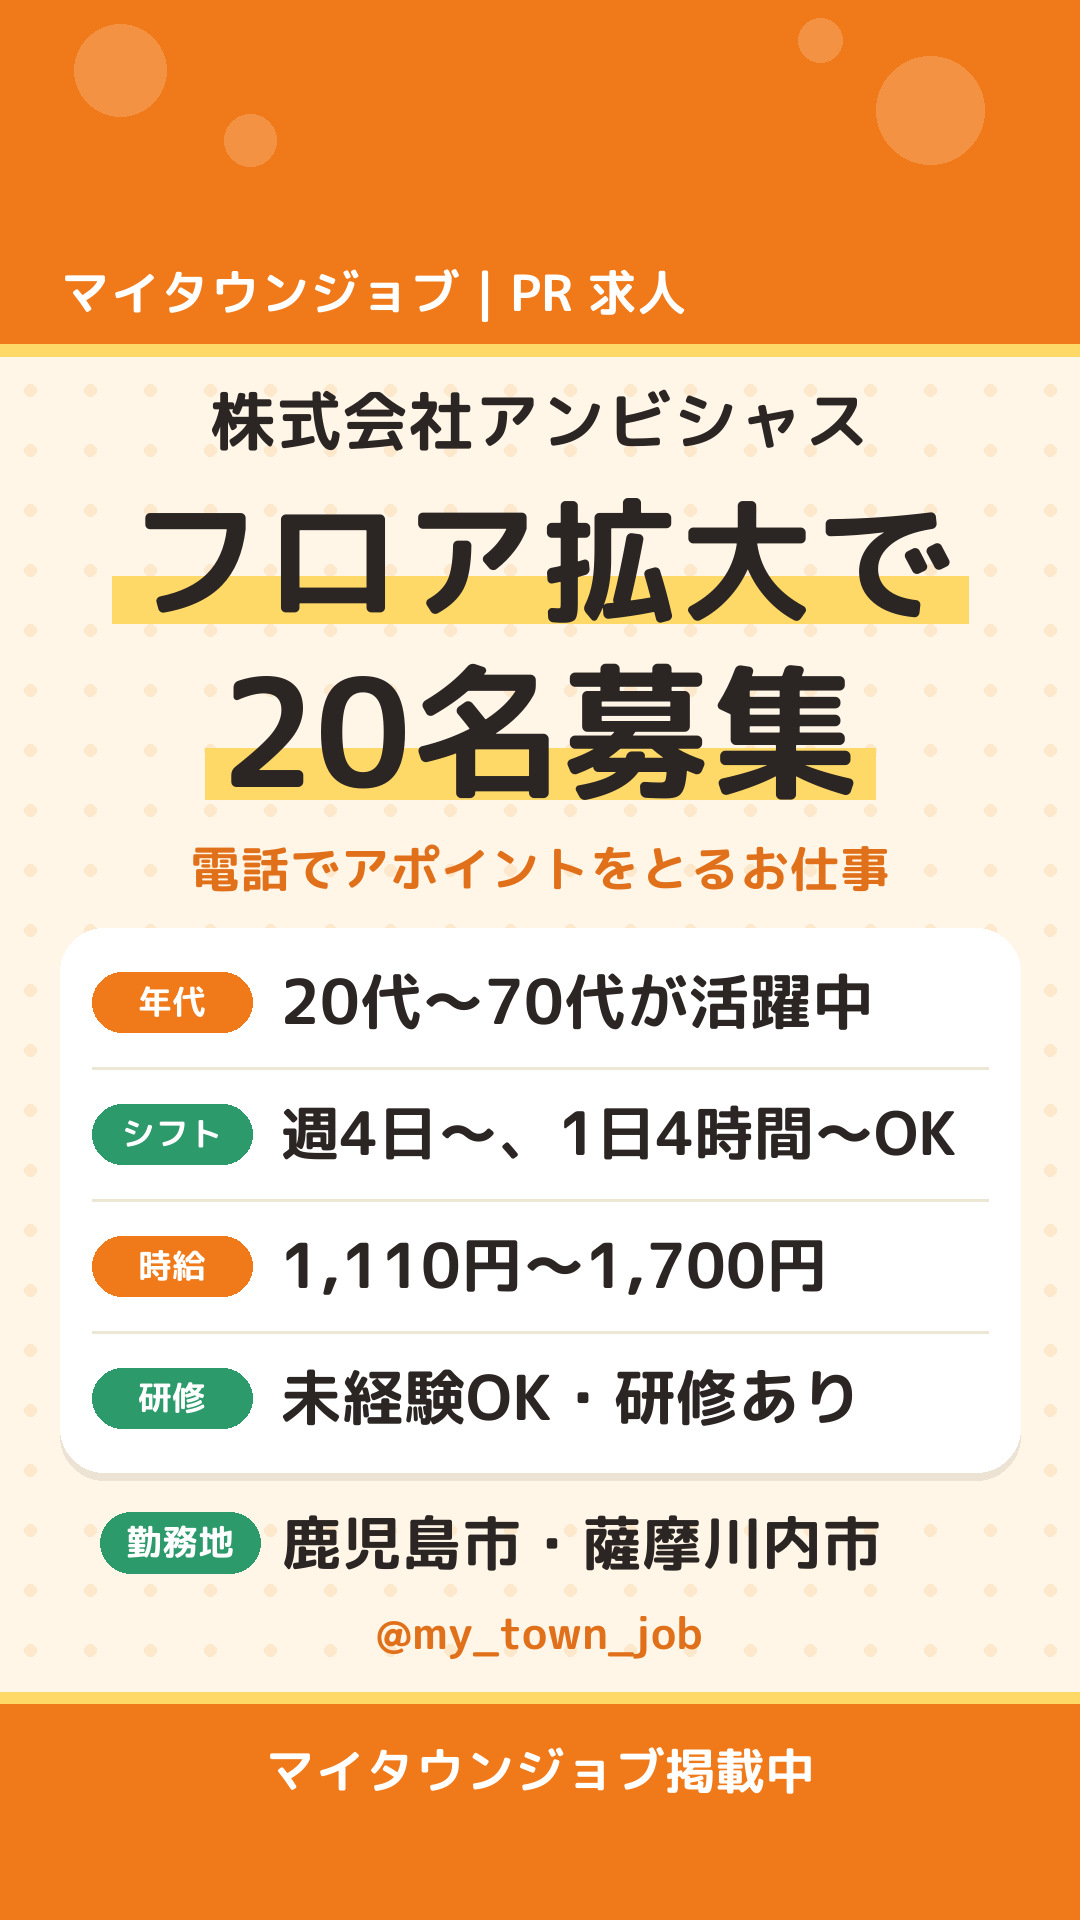 マイタウンジョブ | PR 求人
株式会社アンビシャス
フロア拡大で
20名募集
電話でアポイントをとるお仕事
年代 20代〜70代が活躍中
シフト 週4日〜、1日4時間〜OK
時給 1,110円〜1,700円
研修 未経験OK・研修あり
勤務地 鹿児島市・薩摩川内市
@my_town_job
マイタウンジョブ掲載中